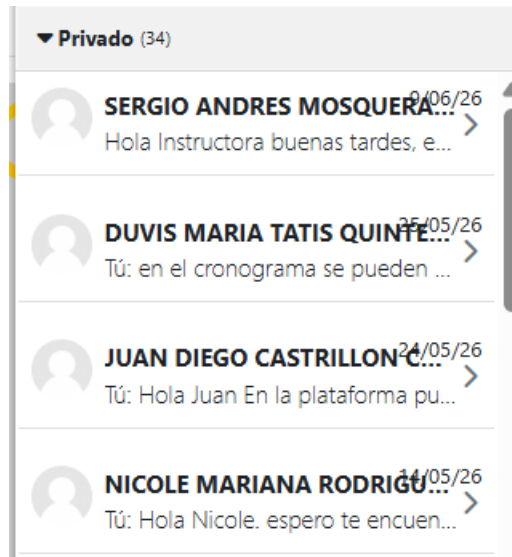 Privado (34)
SERGIO ANDRES MOSQUERA... 9/06/26
Hola Instructora buenas tardes, e...
DUVIS MARIA TATIS QUINTE... 25/05/26
Tú: en el cronograma se pueden ...
JUAN DIEGO CASTRILLON C... 24/05/26
Tú: Hola Juan En la plataforma pu...
NICOLE MARIANA RODRIGU... 14/05/26
Tú: Hola Nicole. espero te encuen...